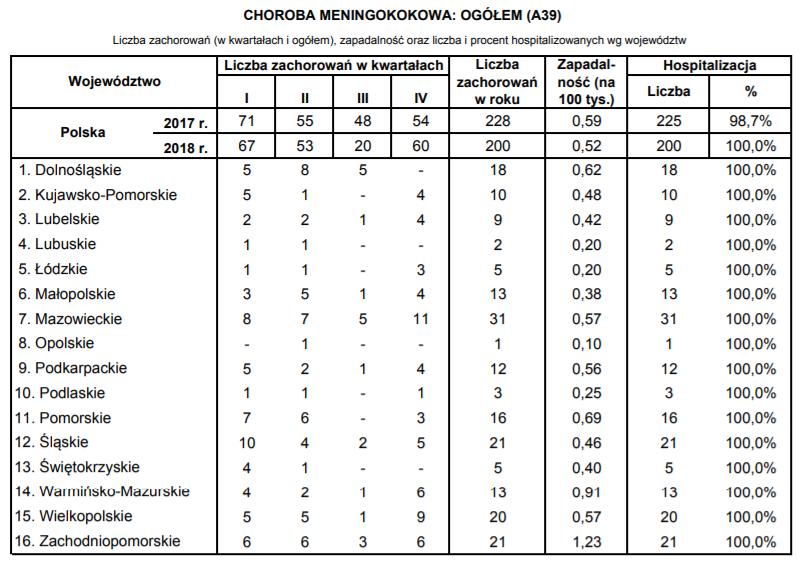 CHOROBA MENINGOKOKOWA: OGÓŁEM (A39)
Liczba zachorowań (w kwartałach i ogółem), zapadalność oraz liczba i procent hospitalizowanych wg województw
Województwo Liczba zachorowań w kwartałach Liczba zachorowań w roku Zapadal-ność (na 100 tys.) Hospitalizacja
I II III IV Liczba %
Polska 2017 r. 71 55 48 54 228 0,59 225 98,7%
2018 r. 67 53 20 60 200 0,52 200 100,0%
1. Dolnośląskie 5 8 5 - 18 0,62 18 100,0%
2. Kujawsko-Pomorskie 5 1 - 4 10 0,48 10 100,0%
3. Lubelskie 2 2 1 4 9 0,42 9 100,0%
4. Lubuskie 1 1 - - 2 0,20 2 100,0%
5. Łódzkie 1 1 - 3 5 0,20 5 100,0%
6. Małopolskie 3 5 1 4 13 0,38 13 100,0%
7. Mazowieckie 8 7 5 11 31 0,57 31 100,0%
8. Opolskie - 1 - - 1 0,10 1 100,0%
9. Podkarpackie 5 2 1 4 12 0,56 12 100,0%
10. Podlaskie 1 1 - 1 3 0,25 3 100,0%
11. Pomorskie 7 6 - 3 16 0,69 16 100,0%
12. Śląskie 10 4 2 5 21 0,46 21 100,0%
13. Świętokrzyskie 4 1 - - 5 0,40 5 100,0%
14. Warmińsko-Mazurskie 4 2 1 6 13 0,91 13 100,0%
15. Wielkopolskie 5 5 1 9 20 0,57 20 100,0%
16. Zachodniopomorskie 6 6 3 6 21 1,23 21 100,0%